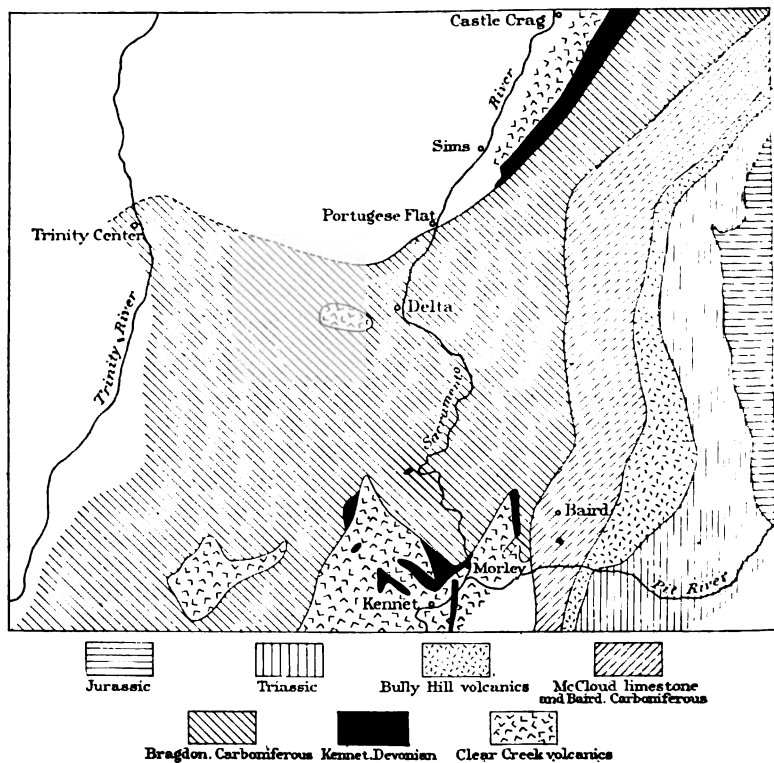 Castle Crag
River
Sims
Portugese Flat
Trinity Center
Delta
Trinity River
Sacramento
Baird
Morley
Pit River
Kennet
Jurassic
Triassic
Bully Hill volcanics
McCloud limestone
and Baird. Carboniferous
Bragdon. Carboniferous
Kennet. Devonian
Clear Creek volcanics